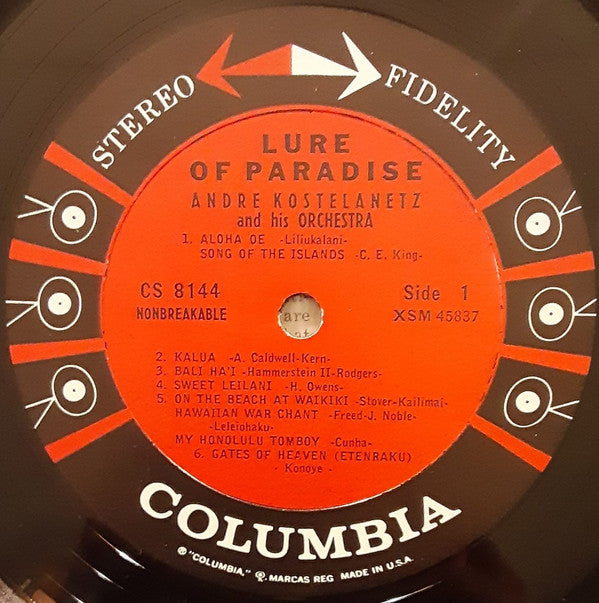 STEREO FIDELITY
LURE
OF PARADISE
ANDRE KOSTELANETZ
and his ORCHESTRA
1. ALOHA OE -Liliukalani-
SONG OF THE ISLANDS -C. E. King-
CS 8144
NONBREAKABLE
Side 1
XSM 45837
are
2. KALUA -A. Caldwell-Kern-
3. BALI HA'I -Hammerstein II-Rodgers-
4. SWEET LEILANI -H. Owens-
5. ON THE BEACH AT WAIKIKI -Stover-Kailimai-
HAWAIIAN WAR CHANT -Freed-J. Noble-
-Leleiohaku-
MY HONOLULU TOMBOY -Cunha-
6. GATES OF HEAVEN (ETENRAKU)
- Konoye -
COLUMBIA
℗ "COLUMBIA," ®. MARCAS REG MADE IN U.S.A.